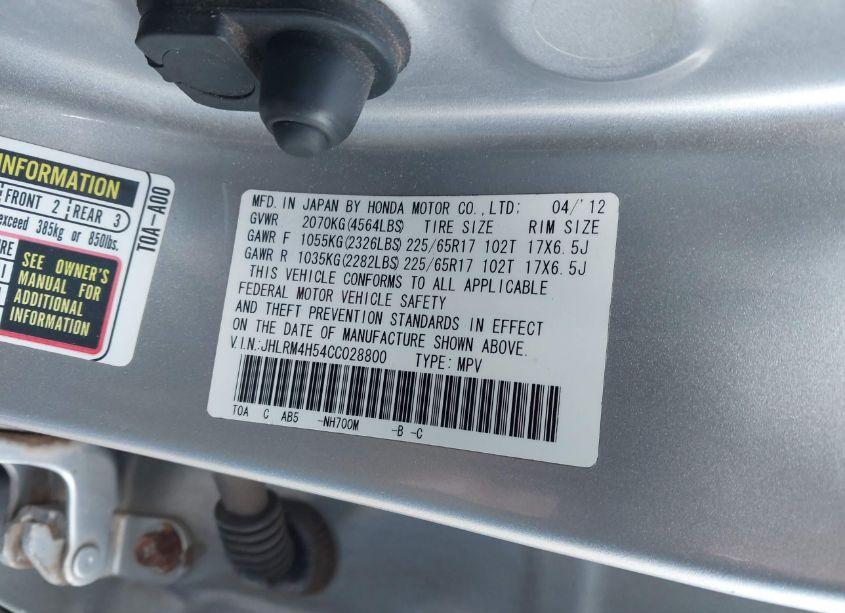 INFORMATION
FRONT 2 REAR 3
exceed 385kg or 850lbs.
SEE OWNER'S
MANUAL FOR
ADDITIONAL
INFORMATION
T0A-A00
MFD. IN JAPAN BY HONDA MOTOR CO., LTD; 04/'12
GVWR 2070KG(4564LBS) TIRE SIZE RIM SIZE
GAWR F 1055KG(2326LBS) 225/65R17 102T 17X6.5J
GAWR R 1035KG(2282LBS) 225/65R17 102T 17X6.5J
THIS VEHICLE CONFORMS TO ALL APPLICABLE
FEDERAL MOTOR VEHICLE SAFETY
AND THEFT PREVENTION STANDARDS IN EFFECT
ON THE DATE OF MANUFACTURE SHOWN ABOVE.
V.I.N.:JHLRM4H54CC028800 TYPE: MPV
T0A C AB5 -NH700M -B -C